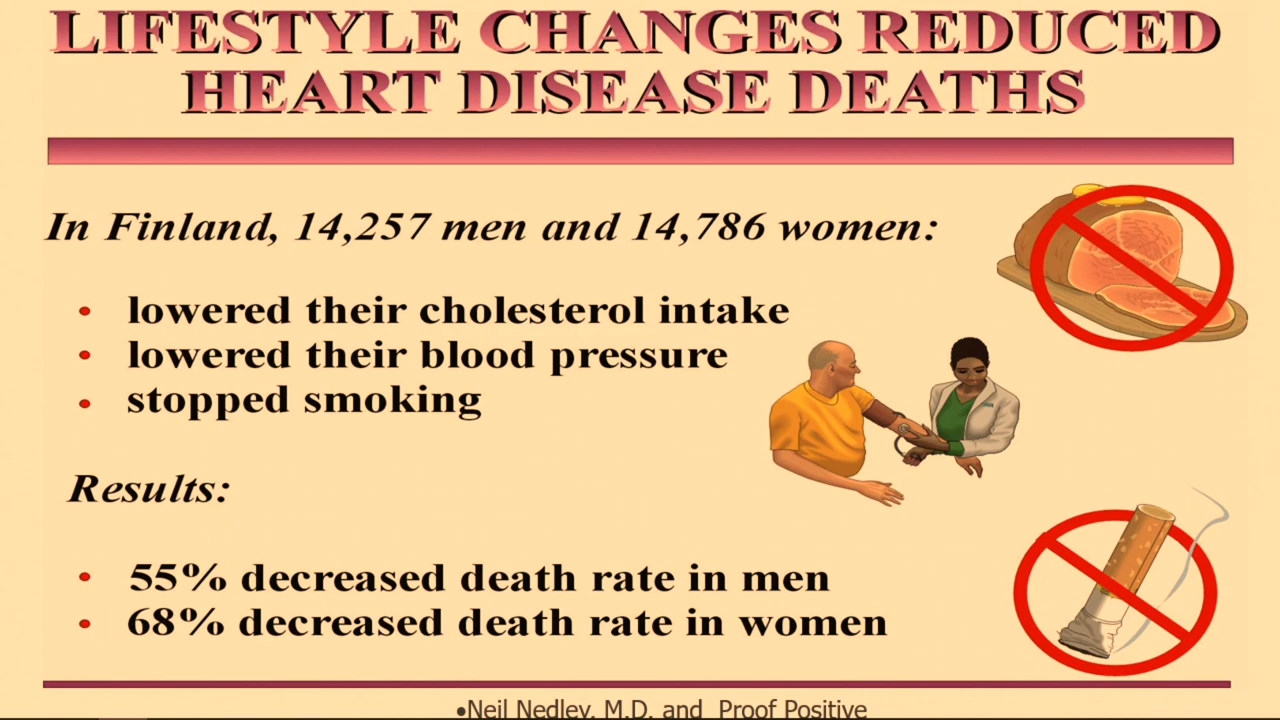 LIFESTYLE CHANGES REDUCED
HEART DISEASE DEATHS
In Finland, 14,257 men and 14,786 women:
• lowered their cholesterol intake
• lowered their blood pressure
• stopped smoking
Results:
• 55% decreased death rate in men
• 68% decreased death rate in women
•Neil Nedley, M.D. and Proof Positive